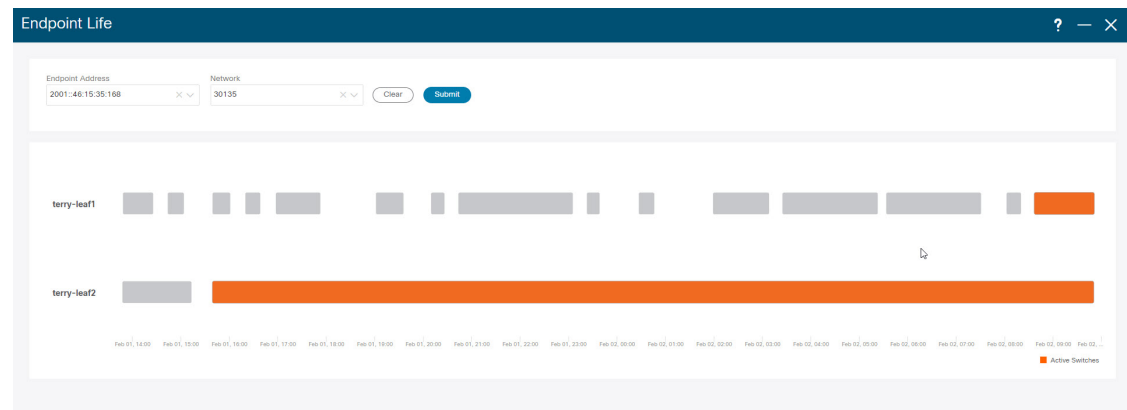 Endpoint Life ? — ✕
Endpoint Address Network
2001::46:15:35:168 30135 Clear Submit
terry-leaf1
terry-leaf2
Feb 01, 14:00 Feb 01, 15:00 Feb 01, 16:00 Feb 01, 17:00 Feb 01, 18:00 Feb 01, 19:00 Feb 01, 20:00 Feb 01, 21:00 Feb 01, 22:00 Feb 01, 23:00 Feb 02, 00:00 Feb 02, 01:00 Feb 02, 02:00 Feb 02, 03:00 Feb 02, 04:00 Feb 02, 05:00 Feb 02, 06:00 Feb 02, 07:00 Feb 02, 08:00 Feb 02, 09:00 Feb 02, ...
Active Switches